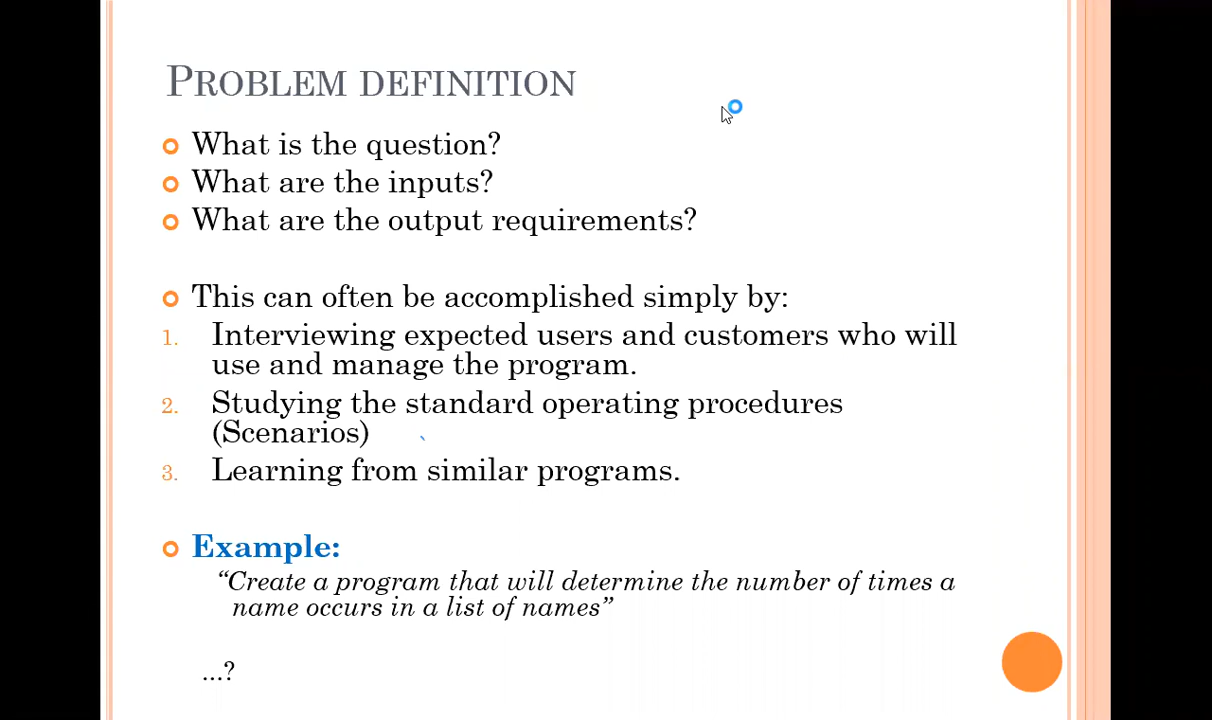 PROBLEM DEFINITION
What is the question?
What are the inputs?
What are the output requirements?
This can often be accomplished simply by:
1. Interviewing expected users and customers who will
use and manage the program.
2. Studying the standard operating procedures
(Scenarios)
3. Learning from similar programs.
Example:
“Create a program that will determine the number of times a
name occurs in a list of names”
...?